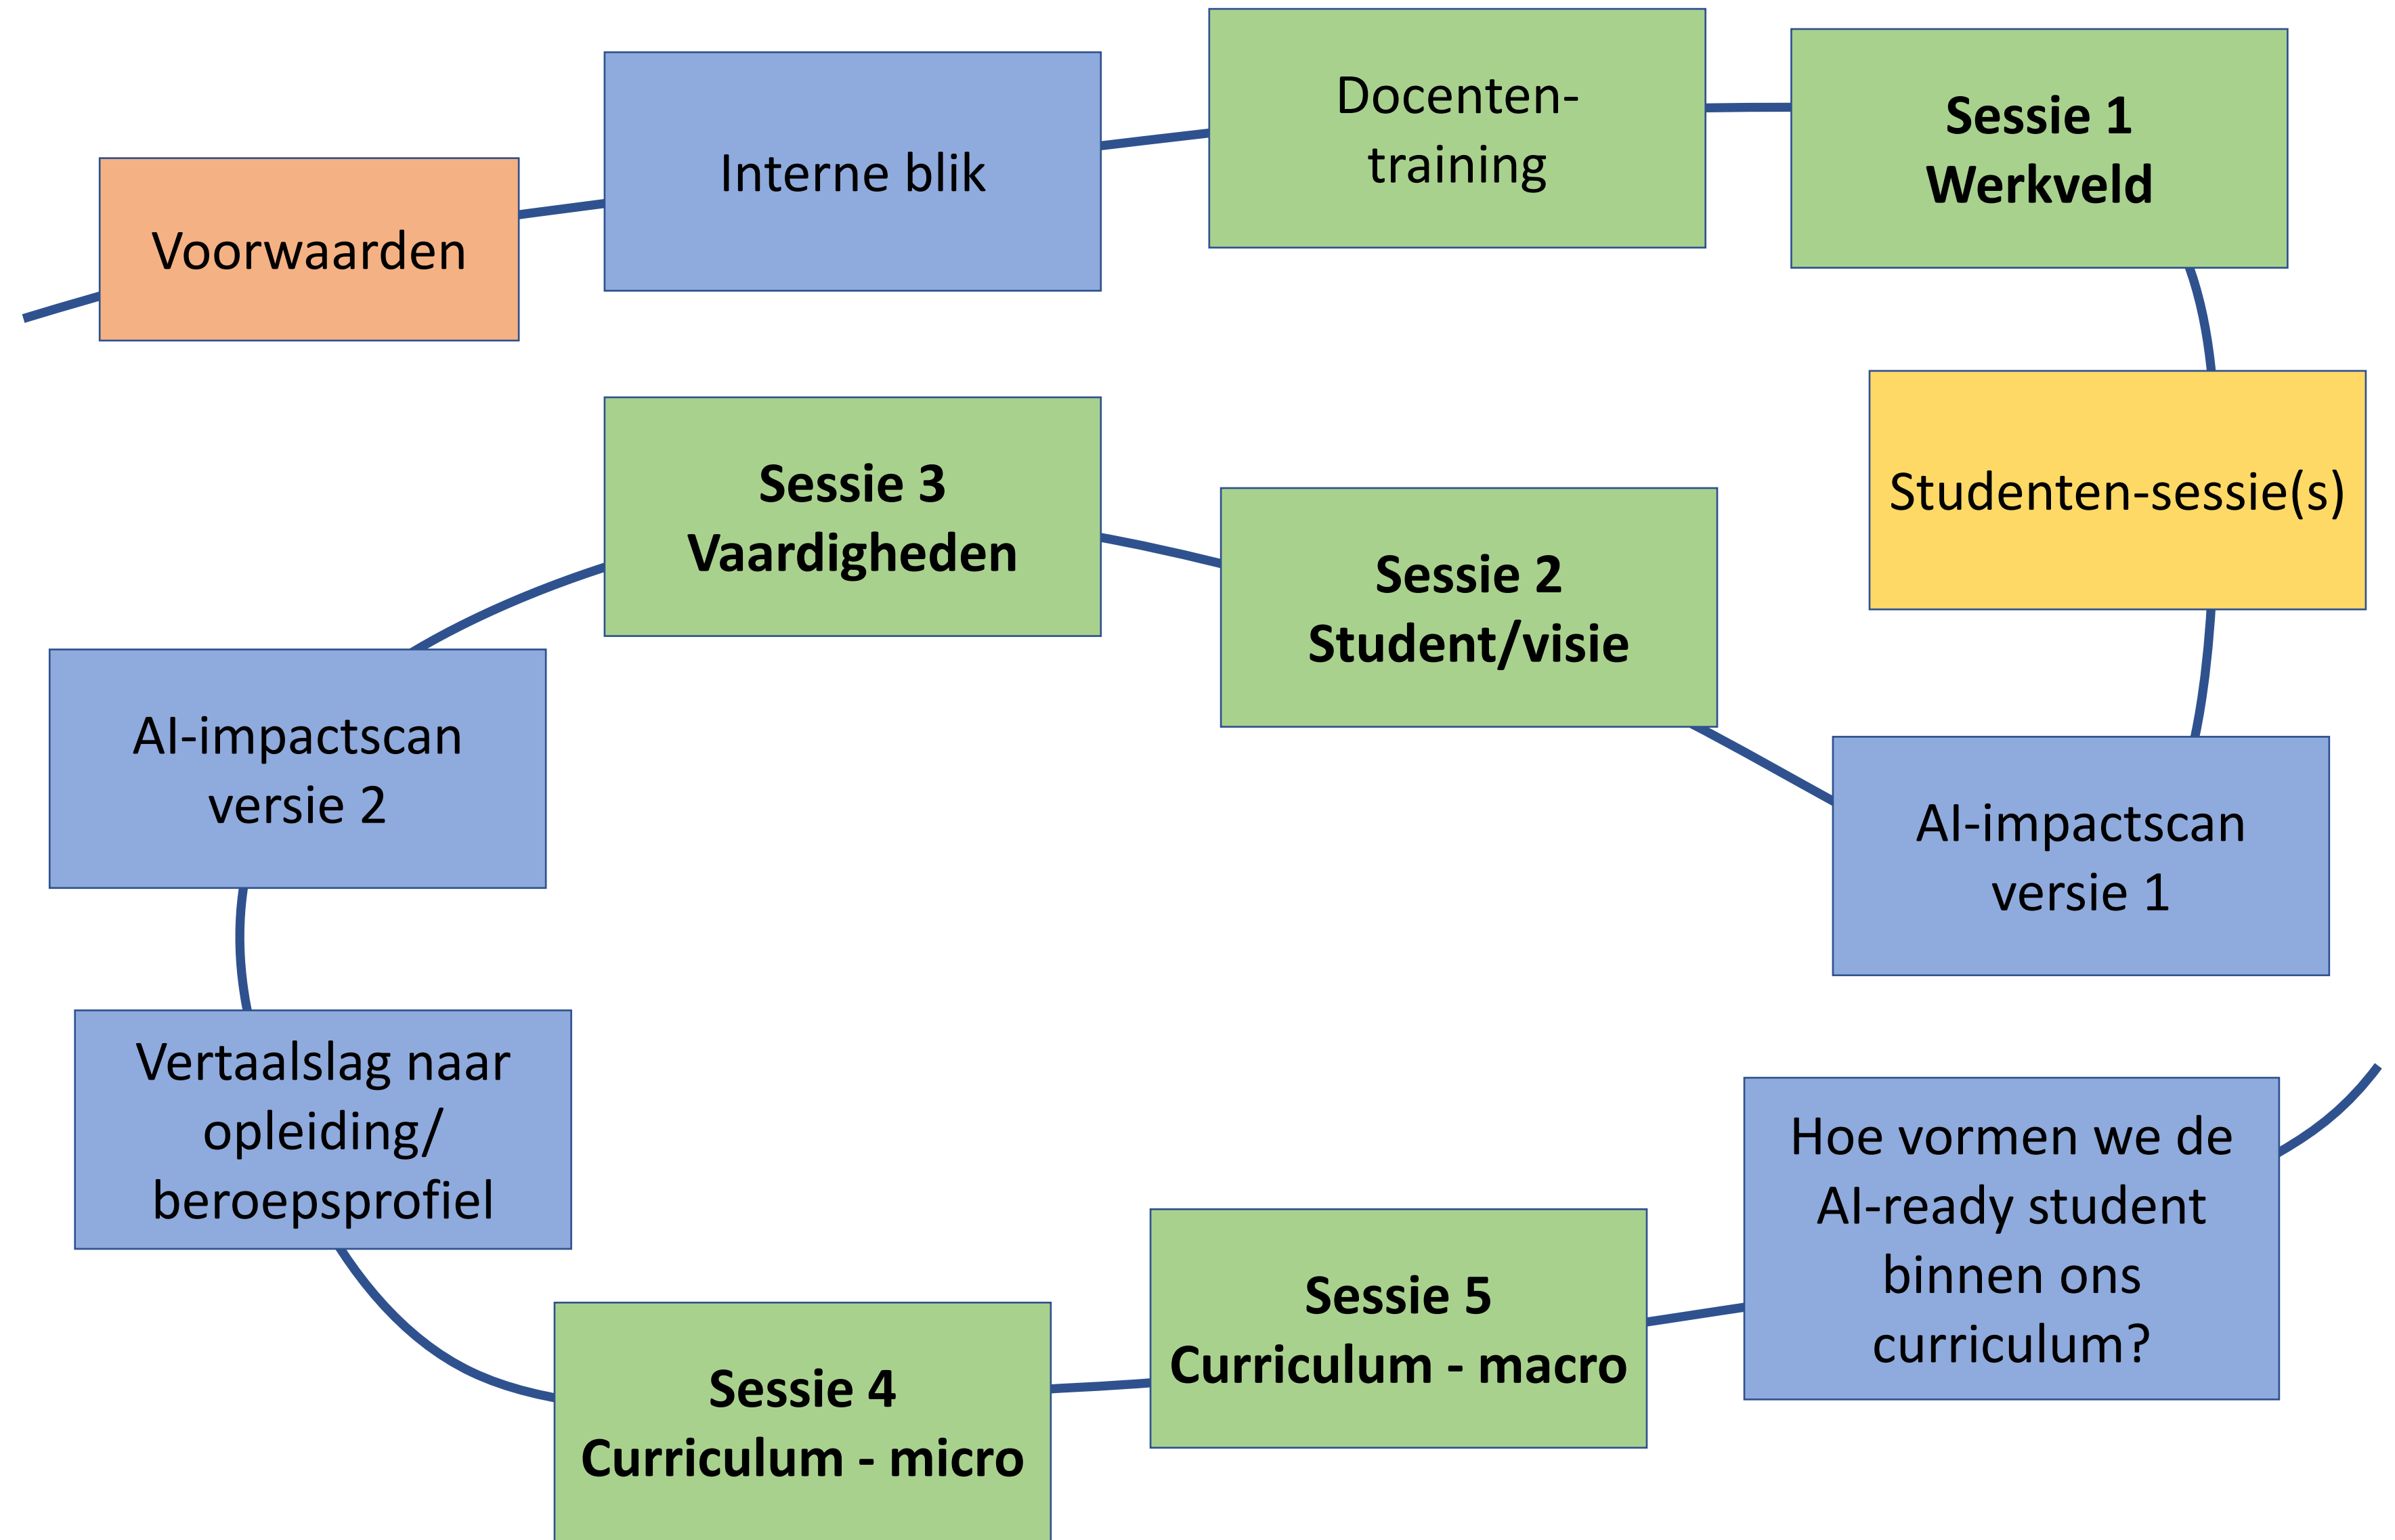 Voorwaarden
Interne blik
Docenten-
training
Sessie 1
Werkveld
Studenten-sessie(s)
AI-impactscan
versie 1
Sessie 2
Student/visie
Sessie 3
Vaardigheden
AI-impactscan
versie 2
Vertaalslag naar
opleiding/
beroepsprofiel
Sessie 4
Curriculum - micro
Sessie 5
Curriculum - macro
Hoe vormen we de
AI-ready student
binnen ons
curriculum?